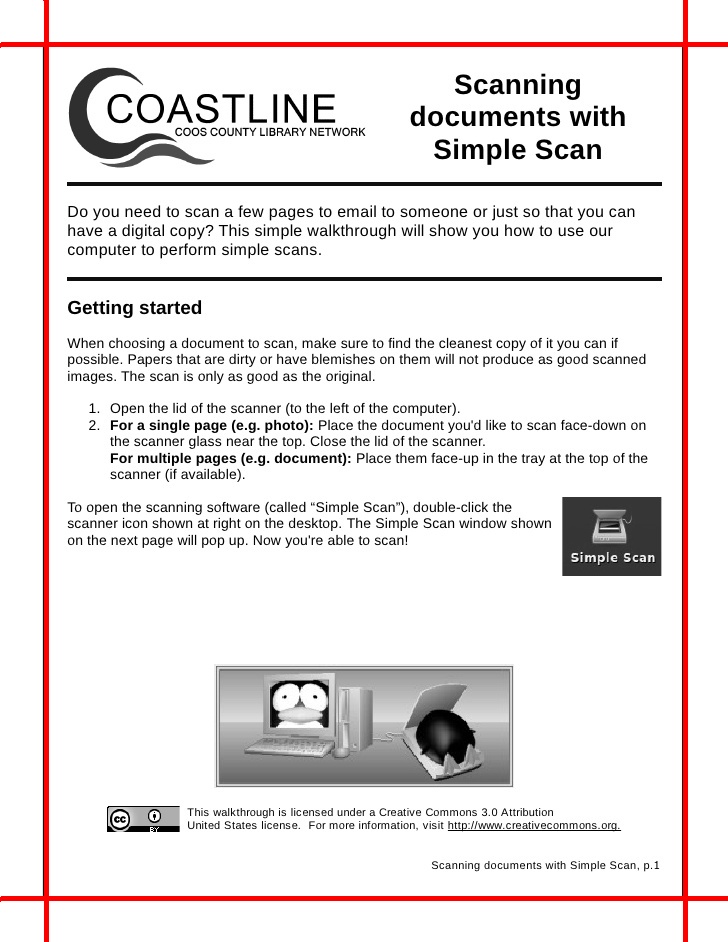 COASTLINE
COOS COUNTY LIBRARY NETWORK
Scanning
documents with
Simple Scan
Do you need to scan a few pages to email to someone or just so that you can
have a digital copy? This simple walkthrough will show you how to use our
computer to perform simple scans.
Getting started
When choosing a document to scan, make sure to find the cleanest copy of it you can if
possible. Papers that are dirty or have blemishes on them will not produce as good scanned
images. The scan is only as good as the original.
1. Open the lid of the scanner (to the left of the computer).
2. For a single page (e.g. photo): Place the document you'd like to scan face-down on
the scanner glass near the top. Close the lid of the scanner.
For multiple pages (e.g. document): Place them face-up in the tray at the top of the
scanner (if available).
To open the scanning software (called “Simple Scan”), double-click the
scanner icon shown at right on the desktop. The Simple Scan window shown
on the next page will pop up. Now you're able to scan!
Simple Scan
cc
BY
This walkthrough is licensed under a Creative Commons 3.0 Attribution
United States license. For more information, visit http://www.creativecommons.org.
Scanning documents with Simple Scan, p.1